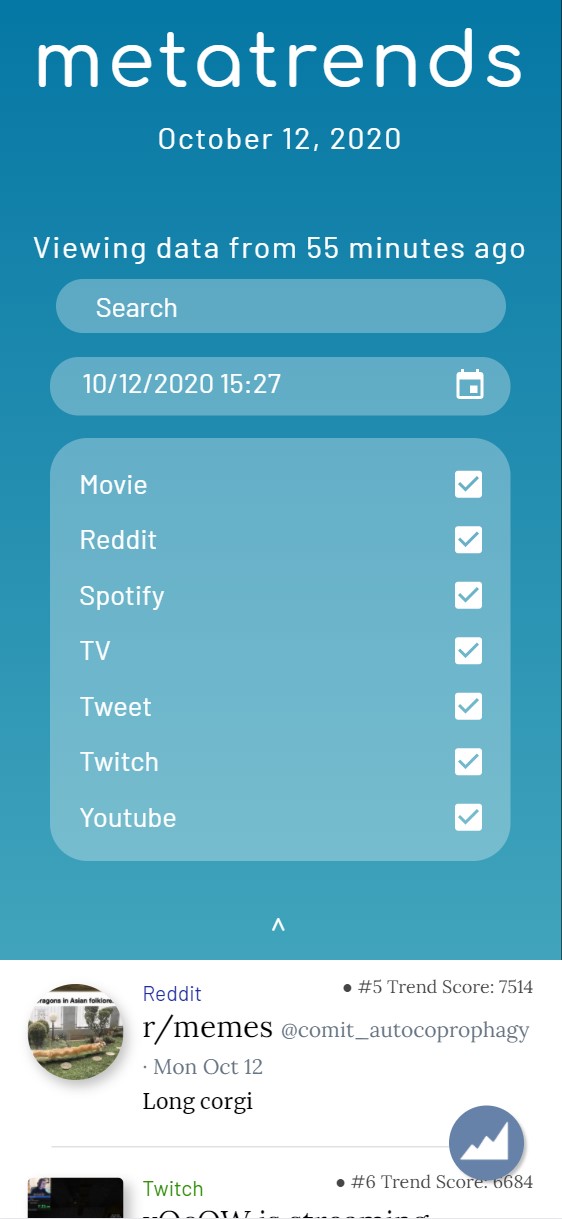 metatrends
October 12, 2020
Viewing data from 55 minutes ago
Search
10/12/2020 15:27
Movie
Reddit
Spotify
TV
Tweet
Twitch
Youtube
^
Reddit
● #5 Trend Score: 7514
ragons in Asian folklore
r/memes @comit_autocoprophagy
· Mon Oct 12
Long corgi
Twitch
● #6 Trend Score: 6684
is streaming